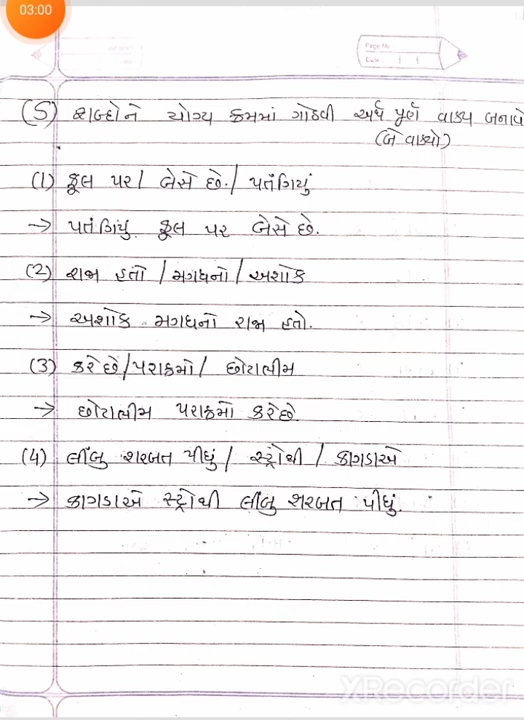 03:00
Page No
Date
(5) શબ્દોને યોગ્ય ક્રમમાં ગોઠવી અર્થ પૂર્ણ વાક્ય બનાવો
(બે વાક્યો)
(1) ફૂલ પર / બેસે છે. / પતંગિયું
→ પતંગિયું ફૂલ પર બેસે છે.
(2) રાજા હતો / મગધનો / અશોક
→ અશોક મગધનો રાજા હતો.
(3) કરે છે / પરાક્રમો / છોટાભીમ
→ છોટાભીમ પરાક્રમો કરે છે.
(4) લીંબુ શરબત પીધું / સ્ટ્રોથી / કાગડાએ
→ કાગડાએ સ્ટ્રોથી લીંબુ શરબત પીધું.
XRecorder